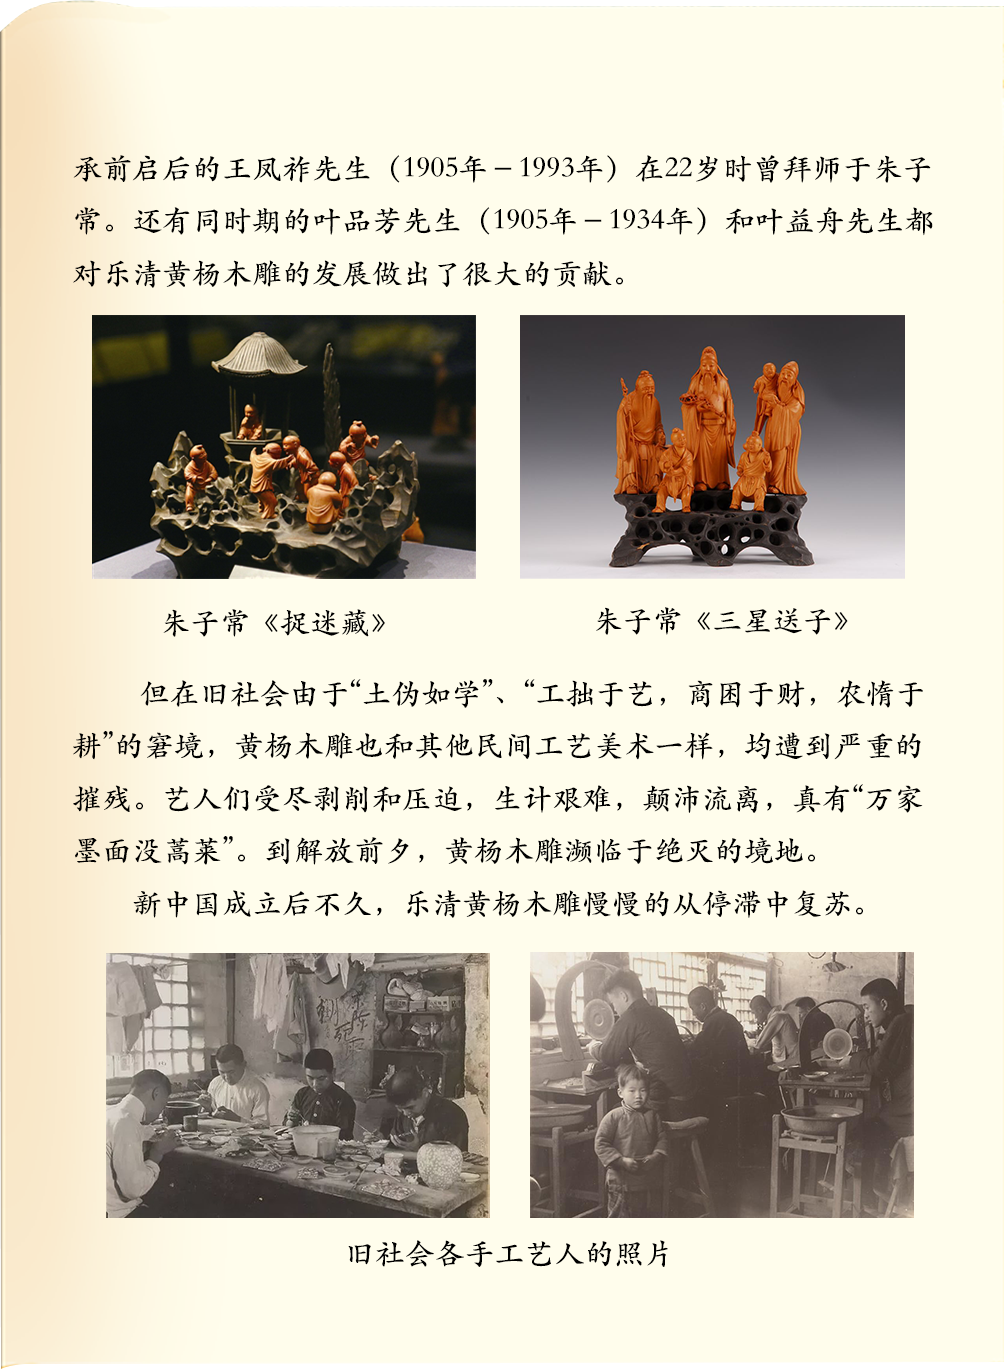 承前启后的王凤祚先生（1905年－1993年）在22岁时曾拜师于朱子
常。还有同时期的叶品芳先生（1905年－1934年）和叶益舟先生都
对乐清黄杨木雕的发展做出了很大的贡献。
朱子常《捉迷藏》
朱子常《三星送子》
但在旧社会由于“土伪如学”、“工拙于艺，商困于财，农惰于
耕”的窘境，黄杨木雕也和其他民间工艺美术一样，均遭到严重的
摧残。艺人们受尽剥削和压迫，生计艰难，颠沛流离，真有“万家
墨面没蒿莱”。到解放前夕，黄杨木雕濒临于绝灭的境地。
新中国成立后不久，乐清黄杨木雕慢慢的从停滞中复苏。
旧社会各手工艺人的照片